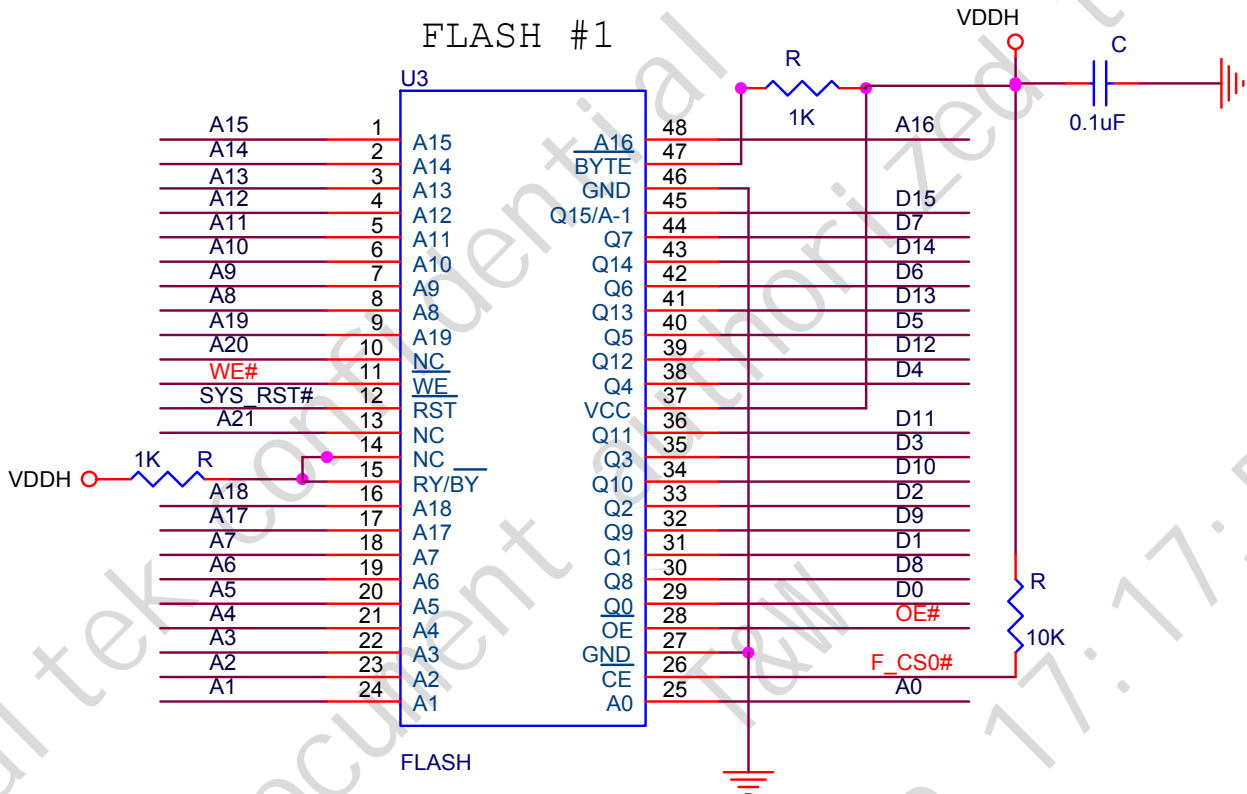 FLASH #1
VDDH
C
0.1uF
R
1K
U3
A15 1 A15
A14 2 A14
A13 3 A13
A12 4 A12
A11 5 A11
A10 6 A10
A9 7 A9
A8 8 A8
A19 9 A19
A20 10 NC
WE# 11 WE
SYS_RST# 12 RST
A21 13 NC
14 NC
VDDH 1K R 15 RY/BY
A18 16 A18
A17 17 A17
A7 18 A7
A6 19 A6
A5 20 A5
A4 21 A4
A3 22 A3
A2 23 A2
A1 24 A1
A16 48 A16
BYTE 47
GND 46
Q15/A-1 45 D15
Q7 44 D7
Q14 43 D14
Q6 42 D6
Q13 41 D13
Q5 40 D5
Q12 39 D12
Q4 38 D4
VCC 37
Q11 36 D11
Q3 35 D3
Q10 34 D10
Q2 33 D2
Q9 32 D9
Q1 31 D1
Q8 30 D8
Q0 29 D0
OE 28 OE#
GND 27
CE 26 F_CS0#
A0 25 A0
R
10K
FLASH
al tek confidential
ocument authorized t
T&W
17:17: